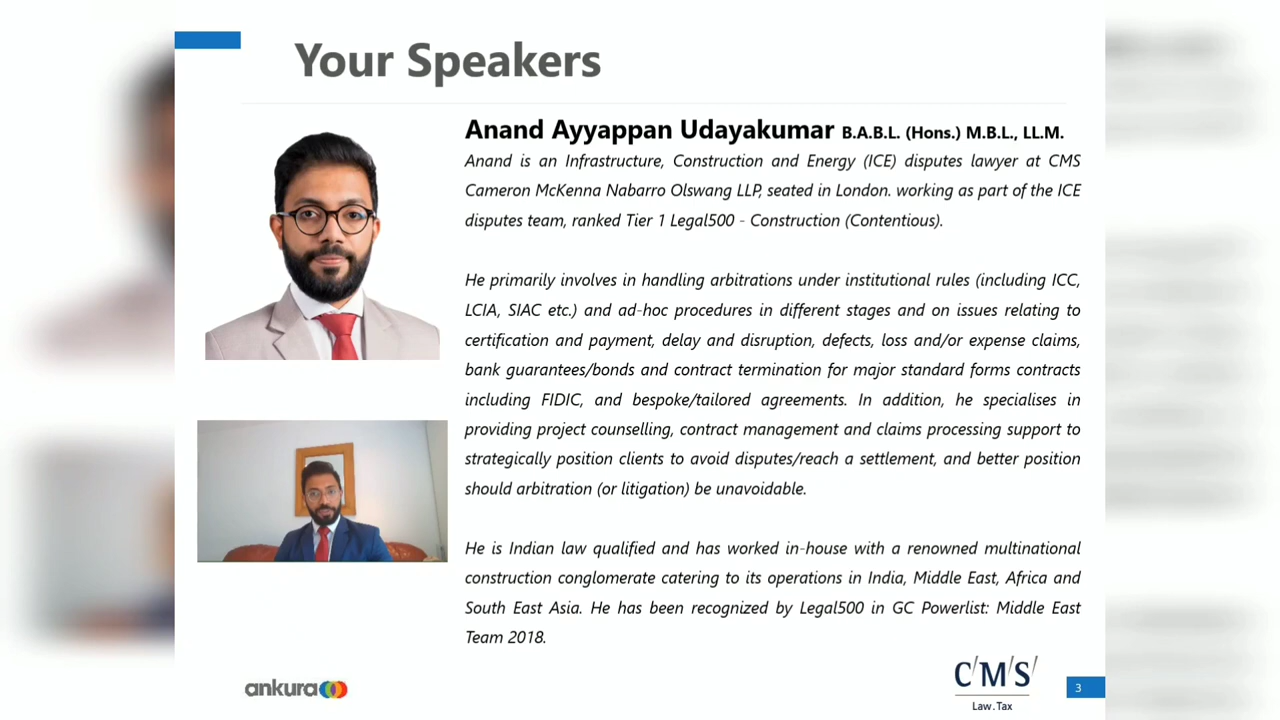 Your Speakers
Anand Ayyappan Udayakumar B.A.B.L. (Hons.) M.B.L., LL.M.
Anand is an Infrastructure, Construction and Energy (ICE) disputes lawyer at CMS
Cameron McKenna Nabarro Olswang LLP, seated in London. working as part of the ICE
disputes team, ranked Tier 1 Legal500 - Construction (Contentious).
He primarily involves in handling arbitrations under institutional rules (including ICC,
LCIA, SIAC etc.) and ad-hoc procedures in different stages and on issues relating to
certification and payment, delay and disruption, defects, loss and/or expense claims,
bank guarantees/bonds and contract termination for major standard forms contracts
including FIDIC, and bespoke/tailored agreements. In addition, he specialises in
providing project counselling, contract management and claims processing support to
strategically position clients to avoid disputes/reach a settlement, and better position
should arbitration (or litigation) be unavoidable.
He is Indian law qualified and has worked in-house with a renowned multinational
construction conglomerate catering to its operations in India, Middle East, Africa and
South East Asia. He has been recognized by Legal500 in GC Powerlist: Middle East
Team 2018.
ankura
C/M/S/
Law.Tax
3